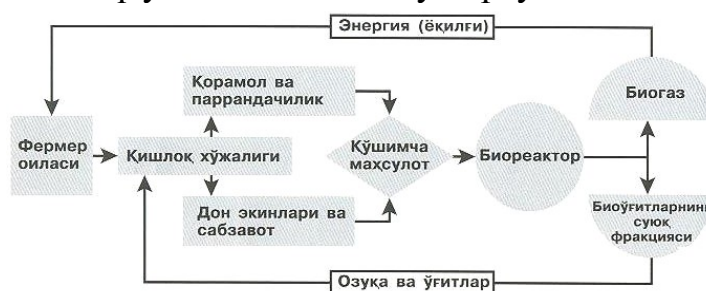 Энергия (ёқилғи)
Қорамол ва
паррандачилик
Биогаз
Фермер
оиласи
Қишлоқ хўжалиги
Қўшимча
маҳсулот
Биореактор
Дон экинлари ва
сабзавот
Биоўғитларнинг
суюқ
фракцияси
Озуқа ва ўғитлар